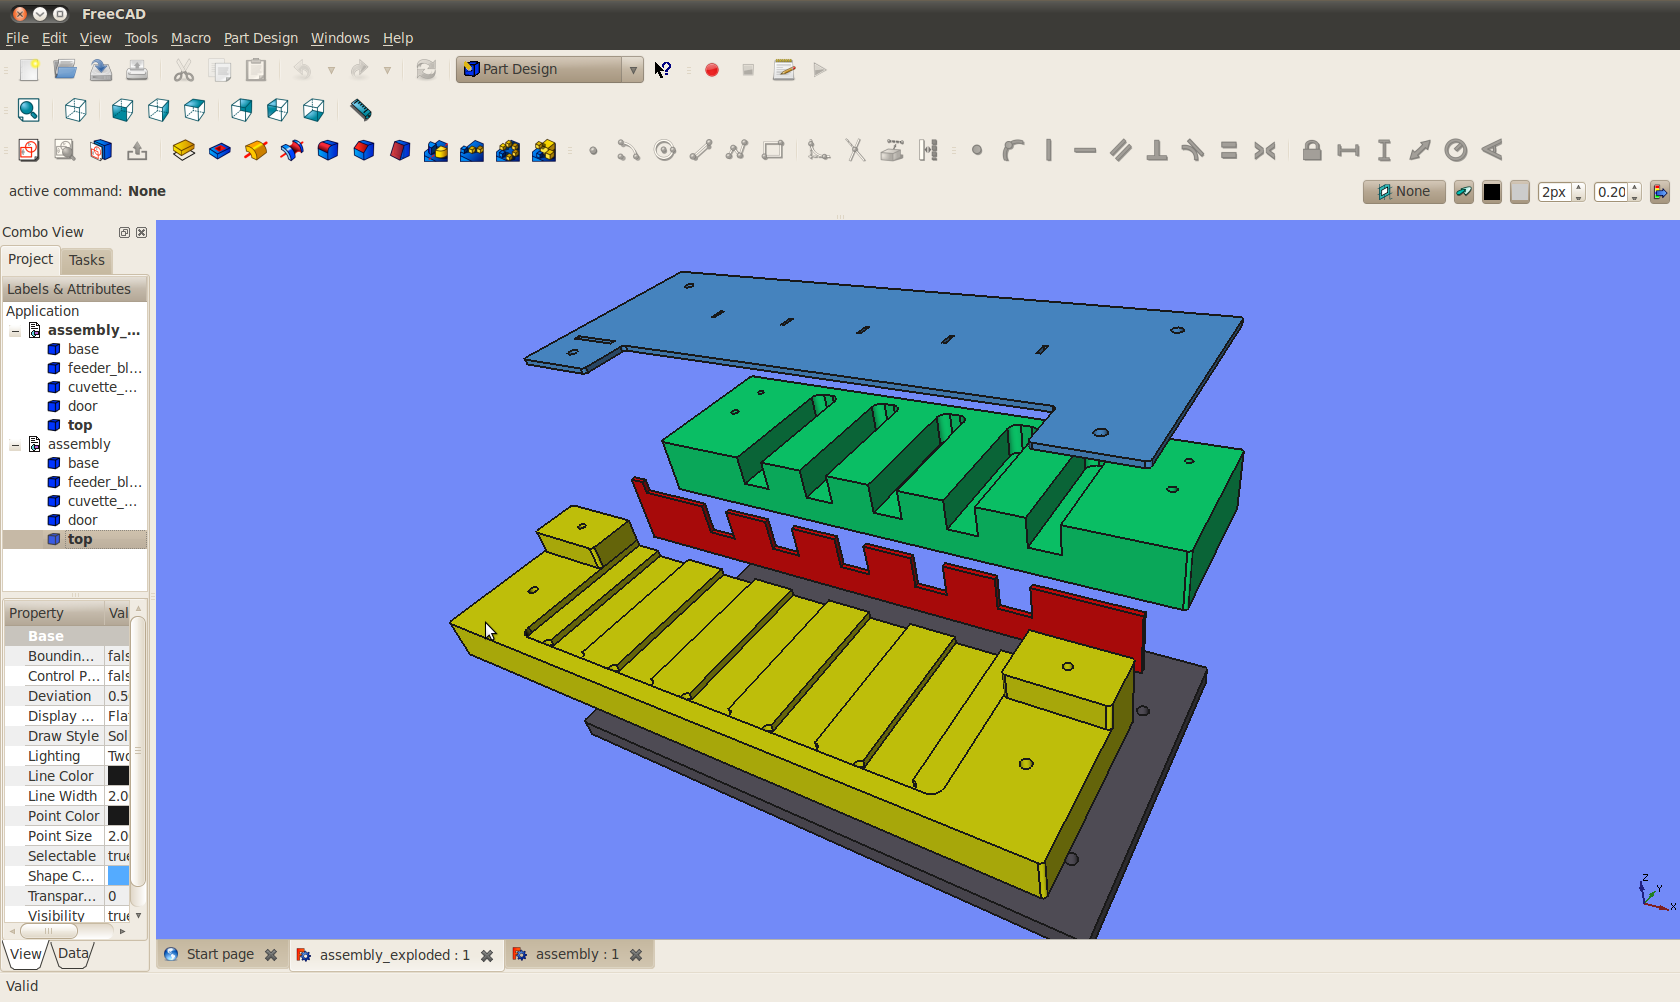 FreeCAD
File Edit View Tools Macro Part Design Windows Help
Part Design
active command: None
None
2px
0.20
Combo View
Project Tasks
Labels & Attributes
Application
assembly_...
base
feeder_bl...
cuvette_...
door
top
assembly
base
feeder_bl...
cuvette_...
door
top
Property Val
Base
Boundin... fals
Control P... fals
Deviation 0.5
Display ... Fla
Draw Style Sol
Lighting Two
Line Color
Line Width 2.0
Point Color
Point Size 2.0
Selectable true
Shape C...
Transpar... 0
Visibility true
View Data
Z
Y
X
Start page assembly_exploded : 1 assembly : 1
Valid